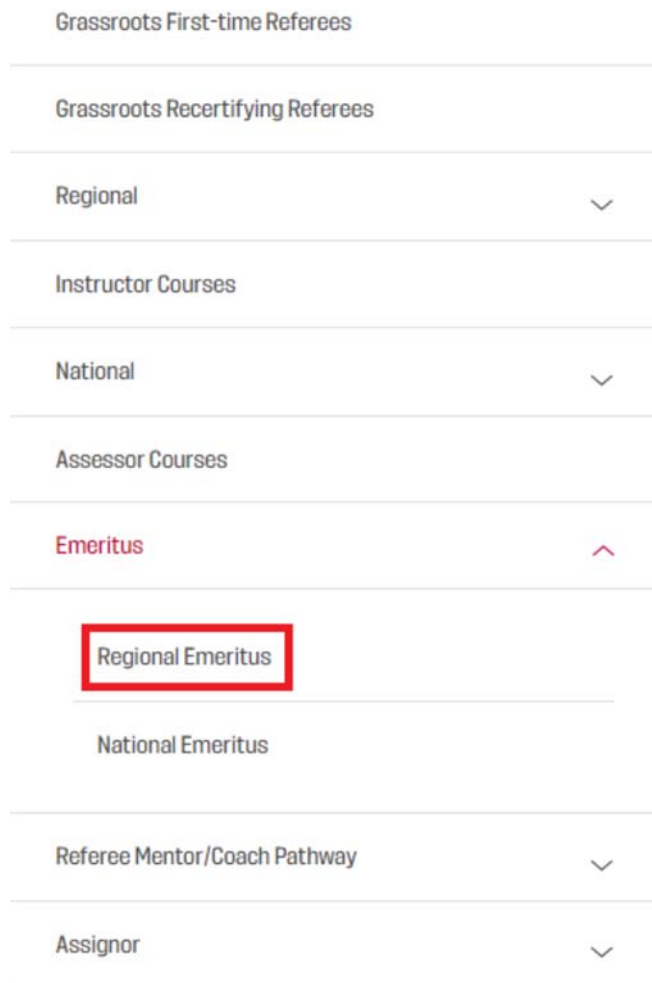 Grassroots First-time Referees
Grassroots Recertifying Referees
Regional
Instructor Courses
National
Assessor Courses
Emeritus
Regional Emeritus
National Emeritus
Referee Mentor/Coach Pathway
Assignor